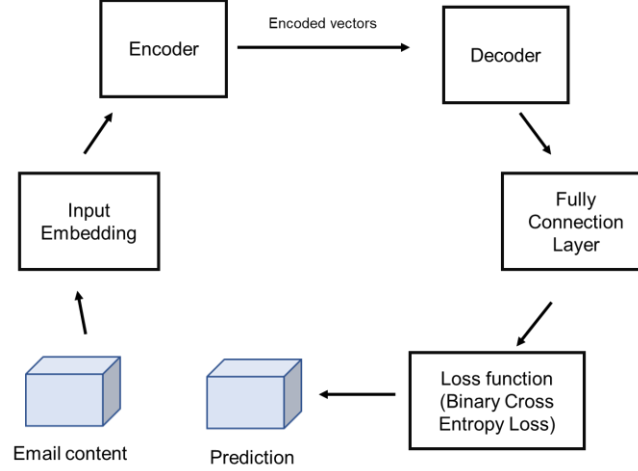 Encoder
Encoded vectors
Decoder
Input
Embedding
Fully
Connection
Layer
Loss function
(Binary Cross
Entropy Loss)
Email content
Prediction